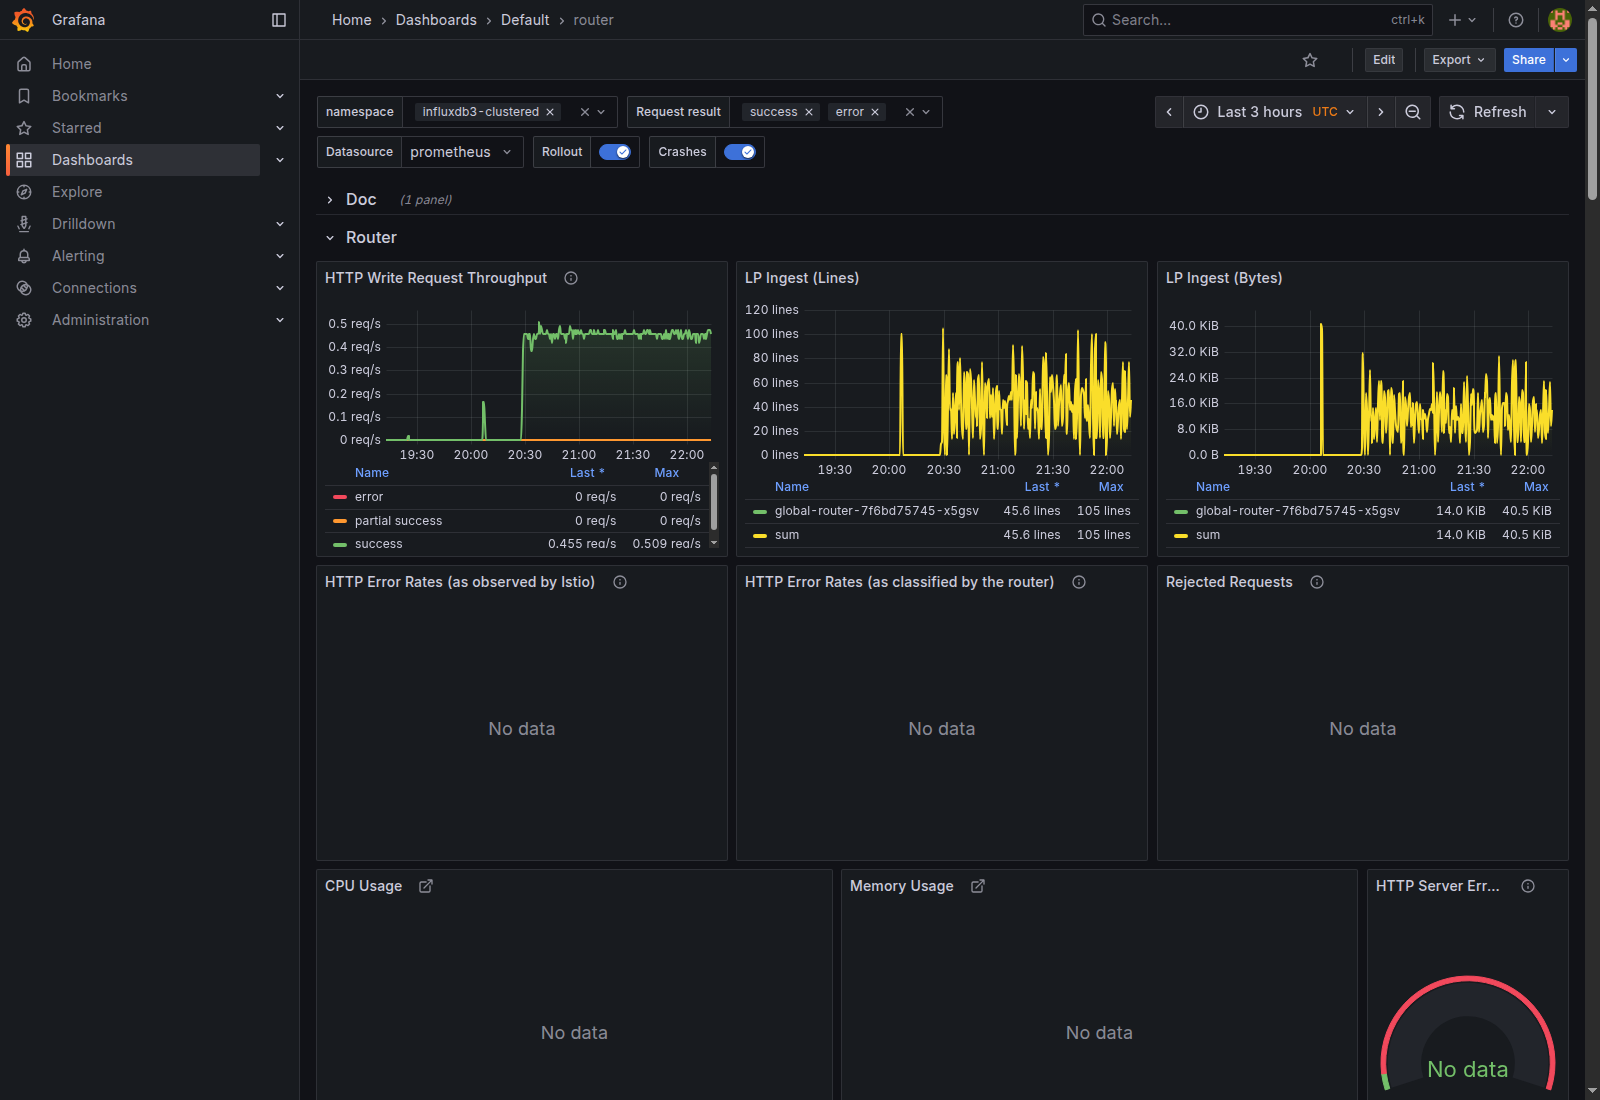 Grafana
Home › Dashboards › Default › router
Search...
ctrl+k
Home
Bookmarks
Starred
Dashboards
Explore
Drilldown
Alerting
Connections
Administration
Edit
Export
Share
namespace
influxdb3-clustered
Request result
success
error
Last 3 hours UTC
Refresh
Datasource
prometheus
Rollout
Crashes
Doc (1 panel)
Router
HTTP Write Request Throughput
0.5 req/s
0.4 req/s
0.3 req/s
0.2 req/s
0.1 req/s
0 req/s
19:30 20:00 20:30 21:00 21:30 22:00
Name Last * Max
error 0 req/s 0 req/s
partial success 0 req/s 0 req/s
success 0.455 req/s 0.509 req/s
LP Ingest (Lines)
120 lines
100 lines
80 lines
60 lines
40 lines
20 lines
0 lines
19:30 20:00 20:30 21:00 21:30 22:00
Name Last * Max
global-router-7f6bd75745-x5gsv 45.6 lines 105 lines
sum 45.6 lines 105 lines
LP Ingest (Bytes)
40.0 KiB
32.0 KiB
24.0 KiB
16.0 KiB
8.0 KiB
0.0 B
19:30 20:00 20:30 21:00 21:30 22:00
Name Last * Max
global-router-7f6bd75745-x5gsv 14.0 KiB 40.5 KiB
sum 14.0 KiB 40.5 KiB
HTTP Error Rates (as observed by Istio)
No data
HTTP Error Rates (as classified by the router)
No data
Rejected Requests
No data
CPU Usage
No data
Memory Usage
No data
HTTP Server Err...
No data